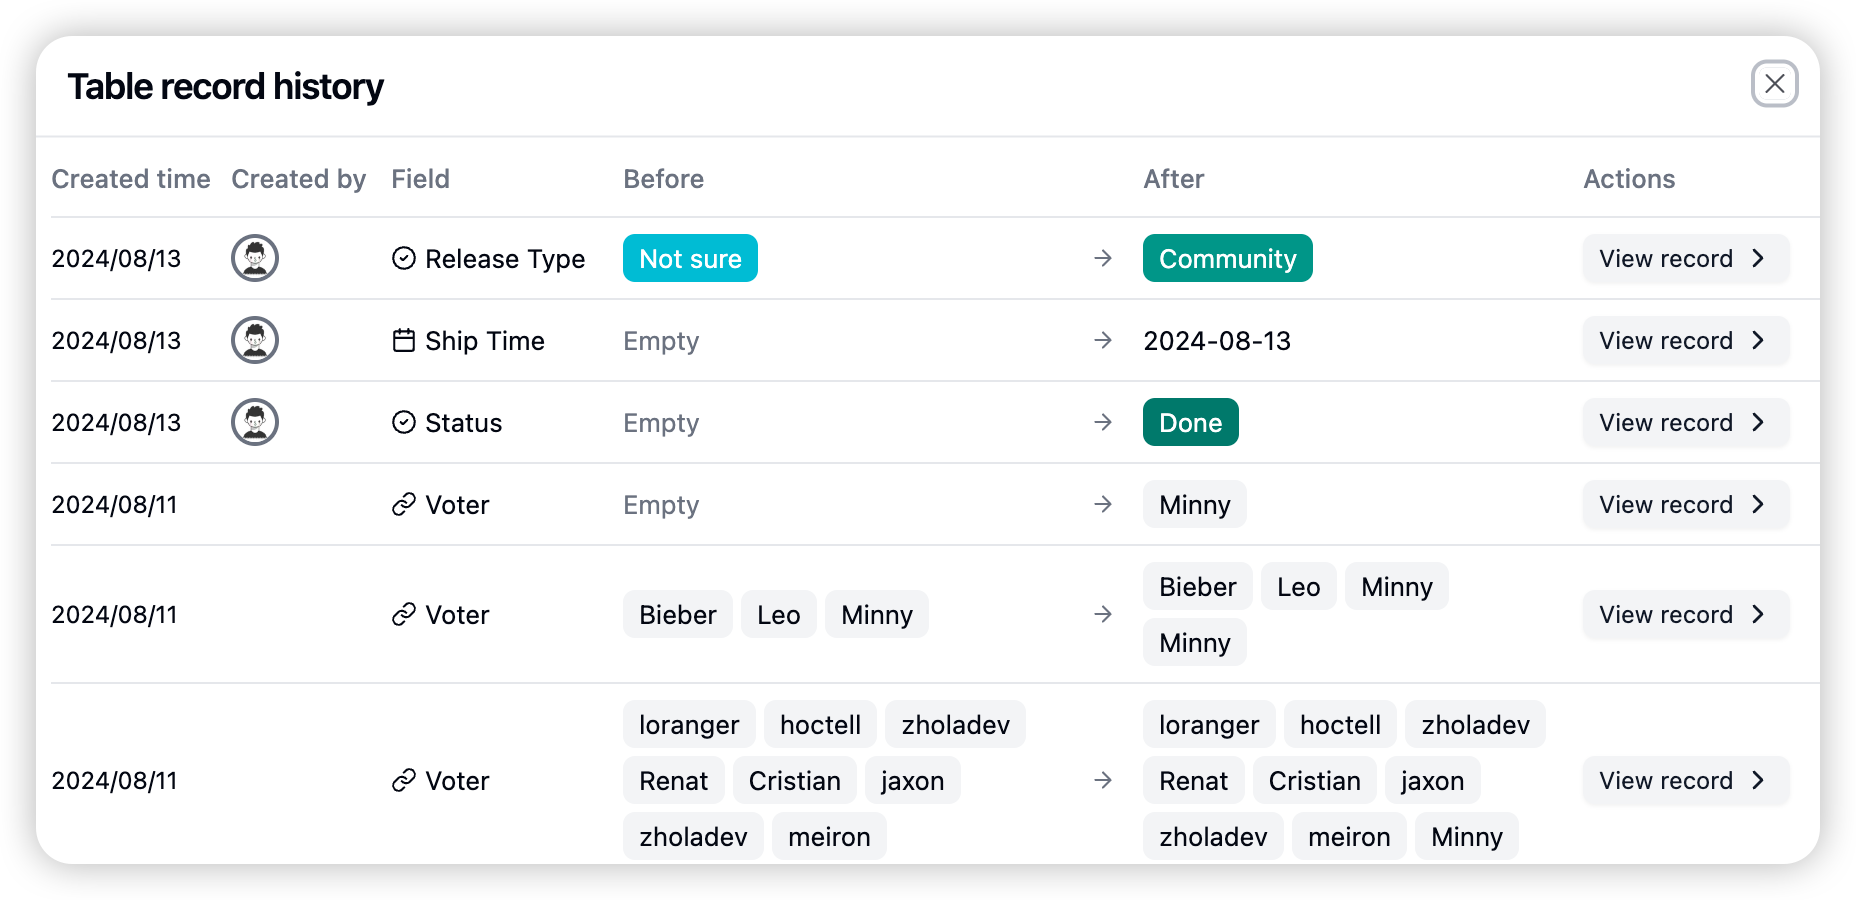 Table record history
Created time Created by Field Before After Actions
2024/08/13 Release Type Not sure → Community View record
2024/08/13 Ship Time Empty → 2024-08-13 View record
2024/08/13 Status Empty → Done View record
2024/08/11 Voter Empty → Minny View record
Bieber Leo Minny
2024/08/11 Voter Bieber Leo Minny → View record
Minny
loranger hoctell zholadev loranger hoctell zholadev
2024/08/11 Voter Renat Cristian jaxon → Renat Cristian jaxon View record
zholadev meiron zholadev meiron Minny